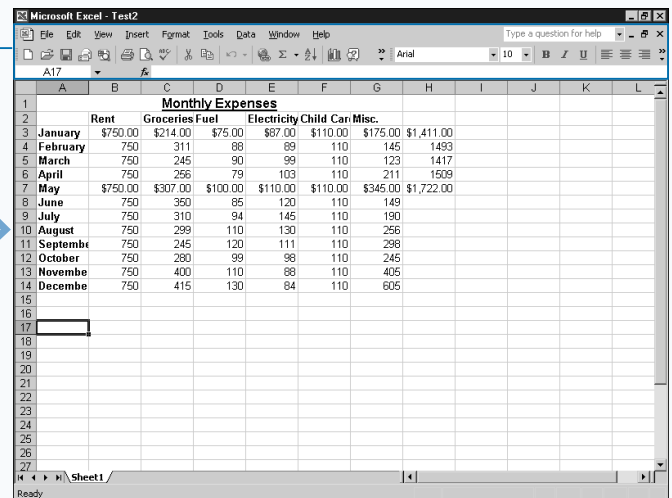 Microsoft Excel - Test2
File Edit View Insert Format Tools Data Window Help Type a question for help
Arial 10 B I U
A17 fx
A B C D E F G H I J K L
1 Monthly Expenses
2 Rent Groceries Fuel Electricity Child Car Misc.
3 January $750.00 $214.00 $75.00 $87.00 $110.00 $175.00 $1,411.00
4 February 750 311 88 89 110 145 1493
5 March 750 245 90 99 110 123 1417
6 April 750 256 79 103 110 211 1509
7 May $750.00 $307.00 $100.00 $110.00 $110.00 $345.00 $1,722.00
8 June 750 350 85 120 110 149
9 July 750 310 94 145 110 190
10 August 750 299 110 130 110 256
11 Septembe 750 245 120 111 110 298
12 October 750 280 99 98 110 245
13 Novembe 750 400 110 88 110 405
14 Decembe 750 415 130 84 110 605
15
16
17
18
19
20
21
22
23
24
25
26
27
Sheet1
Ready